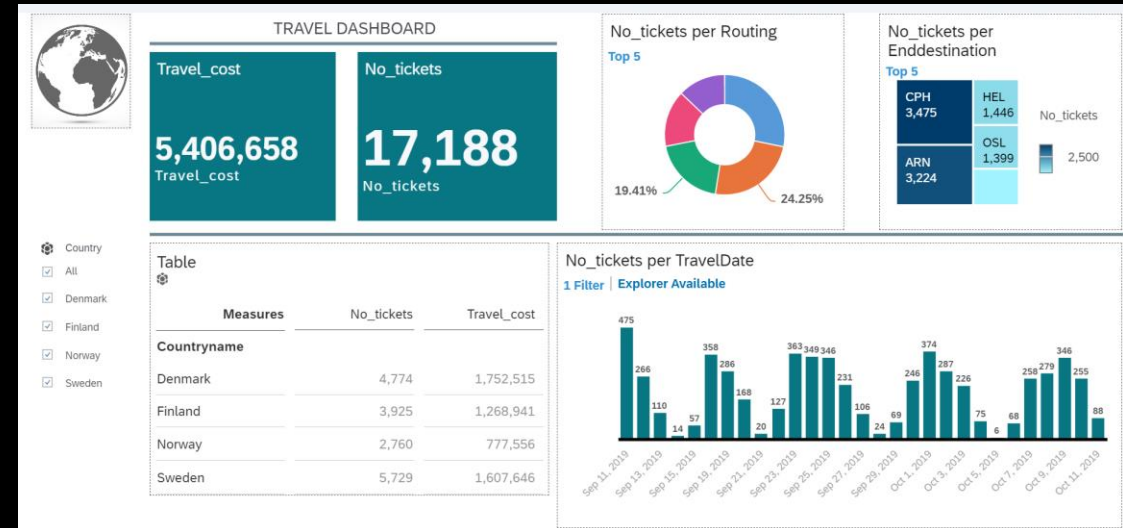 TRAVEL DASHBOARD
Travel_cost
5,406,658
Travel_cost
No_tickets
17,188
No_tickets
No_tickets per Routing
Top 5
19.41%
24.25%
No_tickets per
Enddestination
Top 5
CPH
3,475
HEL
1,446
ARN
3,224
OSL
1,399
No_tickets
2,500
Country
All
Denmark
Finland
Norway
Sweden
Table
Measures No_tickets Travel_cost
Countryname
Denmark 4,774 1,752,515
Finland 3,925 1,268,941
Norway 2,760 777,556
Sweden 5,729 1,607,646
No_tickets per TravelDate
1 Filter | Explorer Available
475 266 110 14 57 358 286 168 20 127 363 349 346 231 106 24 69 246 374 287 226 75 6 68 258 279 346 255 88
Sep 11, 2019 Sep 13, 2019 Sep 15, 2019 Sep 17, 2019 Sep 19, 2019 Sep 21, 2019 Sep 23, 2019 Sep 25, 2019 Sep 27, 2019 Sep 29, 2019 Oct 1, 2019 Oct 3, 2019 Oct 5, 2019 Oct 7, 2019 Oct 9, 2019 Oct 11, 2019